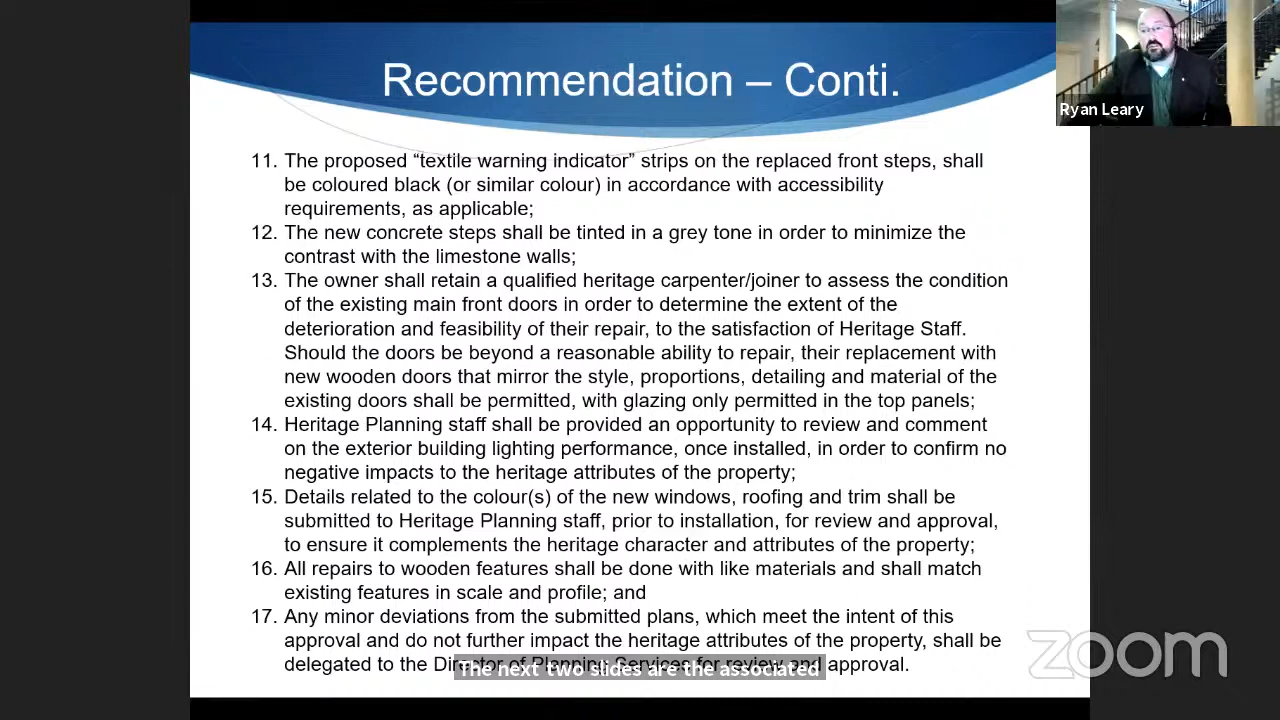 Recommendation – Conti.
Ryan Leary
11. The proposed “textile warning indicator” strips on the replaced front steps, shall
be coloured black (or similar colour) in accordance with accessibility
requirements, as applicable;
12. The new concrete steps shall be tinted in a grey tone in order to minimize the
contrast with the limestone walls;
13. The owner shall retain a qualified heritage carpenter/joiner to assess the condition
of the existing main front doors in order to determine the extent of the
deterioration and feasibility of their repair, to the satisfaction of Heritage Staff.
Should the doors be beyond a reasonable ability to repair, their replacement with
new wooden doors that mirror the style, proportions, detailing and material of the
existing doors shall be permitted, with glazing only permitted in the top panels;
14. Heritage Planning staff shall be provided an opportunity to review and comment
on the exterior building lighting performance, once installed, in order to confirm no
negative impacts to the heritage attributes of the property;
15. Details related to the colour(s) of the new windows, roofing and trim shall be
submitted to Heritage Planning staff, prior to installation, for review and approval,
to ensure it complements the heritage character and attributes of the property;
16. All repairs to wooden features shall be done with like materials and shall match
existing features in scale and profile; and
17. Any minor deviations from the submitted plans, which meet the intent of this
approval and do not further impact the heritage attributes of the property, shall be
delegated to the Director of Planning Services for review and approval.
The next two slides are the associated
zoom